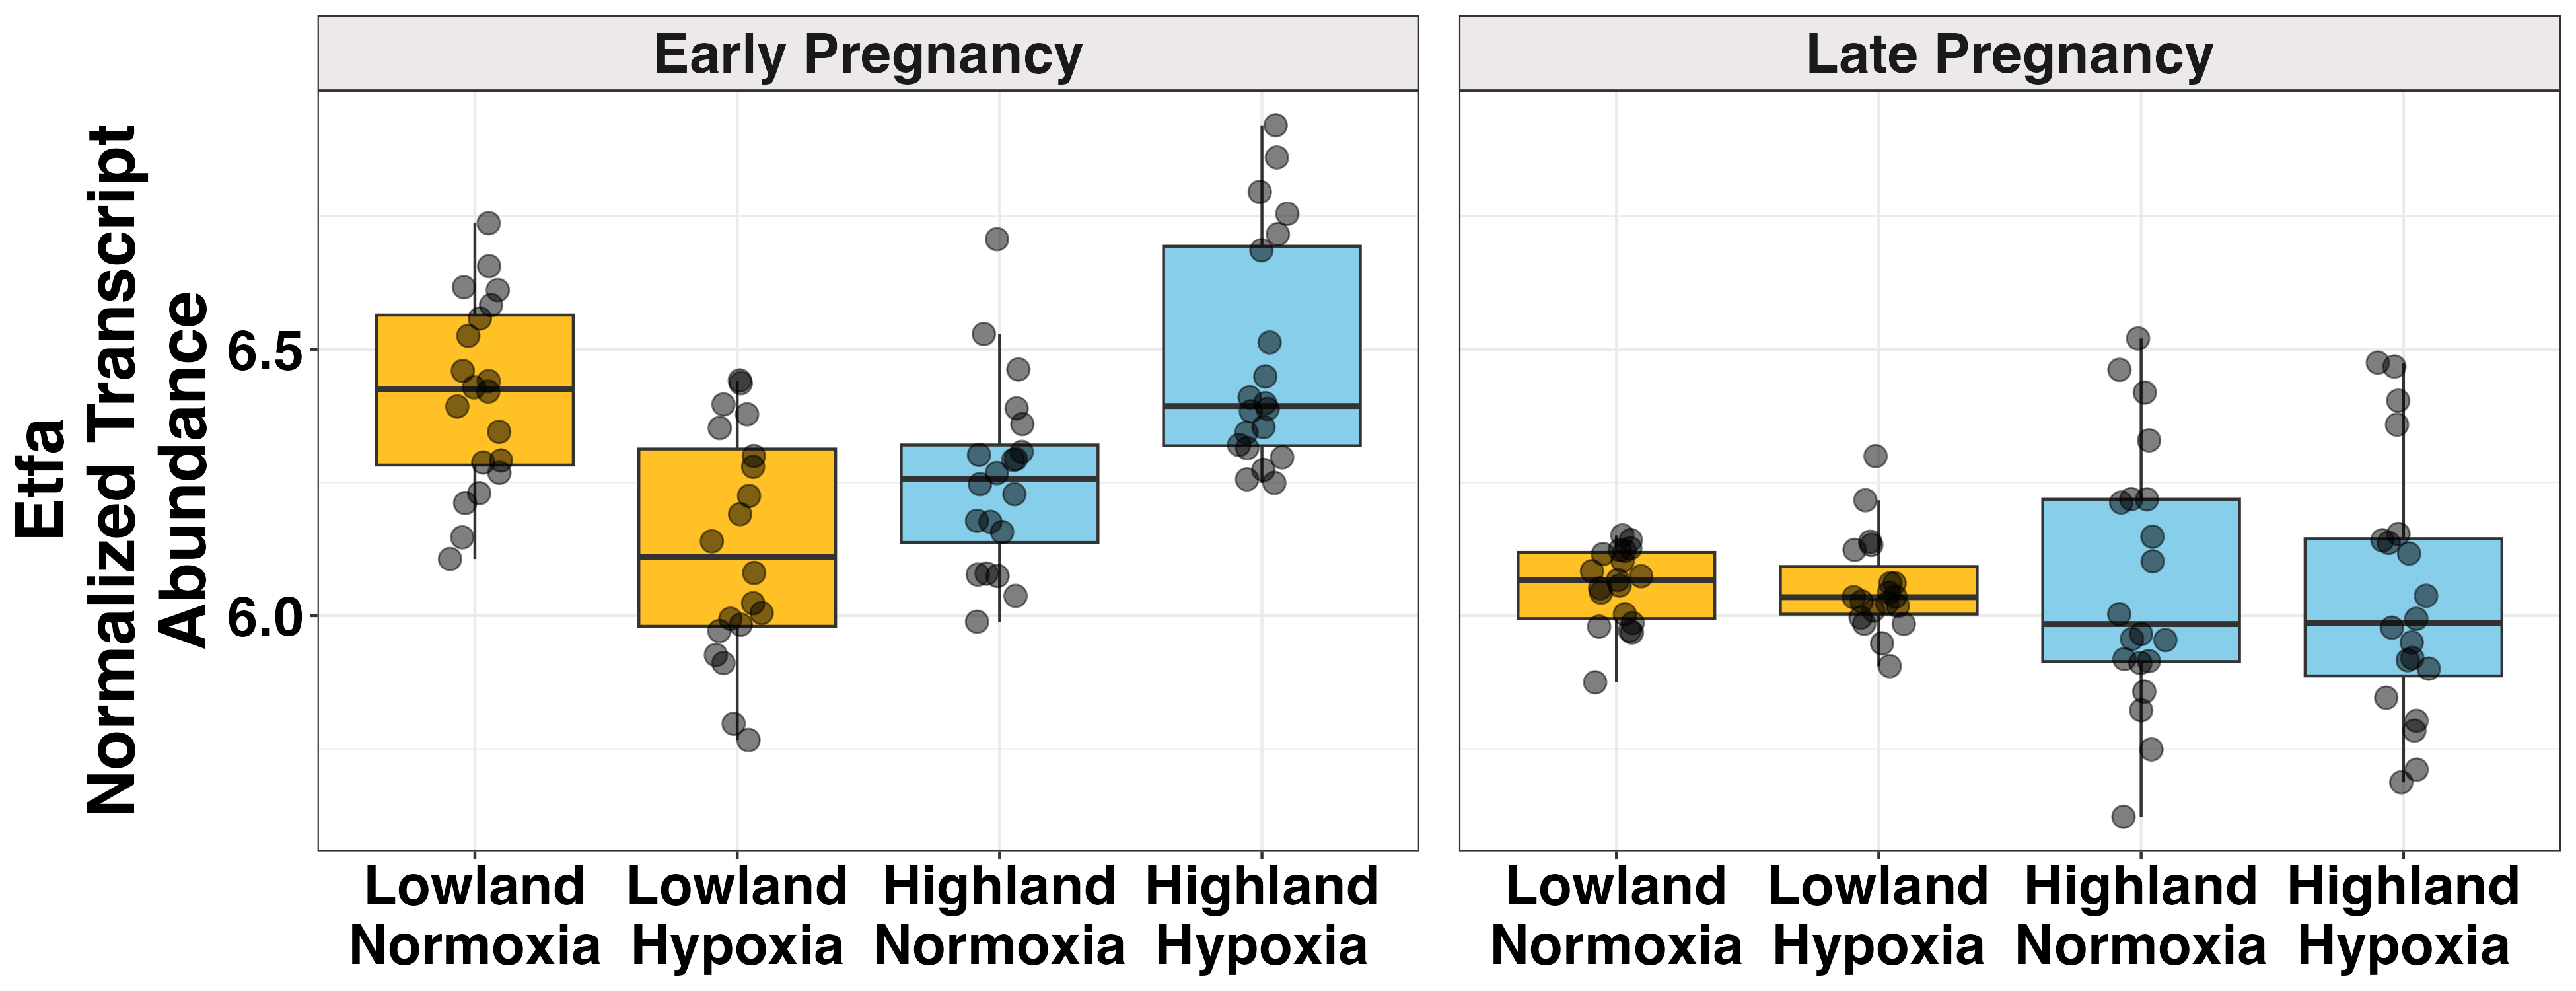 Early Pregnancy
Late Pregnancy
Etfa
Normalized Transcript
Abundance
6.5
6.0
Lowland
Normoxia
Lowland
Hypoxia
Highland
Normoxia
Highland
Hypoxia
Lowland
Normoxia
Lowland
Hypoxia
Highland
Normoxia
Highland
Hypoxia